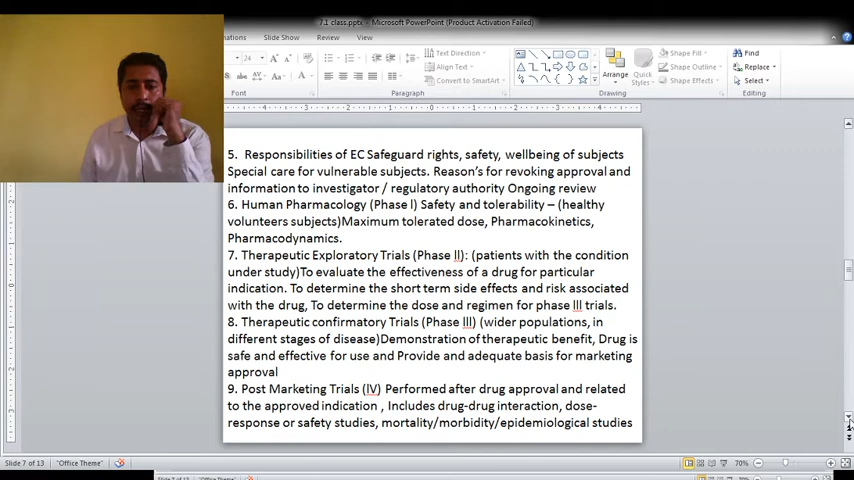 7.1 class.pptx - Microsoft PowerPoint (Product Activation Failed)
mations Slide Show Review View
24 Text Direction Shape Fill Find
Align Text Shape Outline Replace
Convert to SmartArt Arrange Quick Styles Shape Effects Select
Font Paragraph Drawing Editing
5. Responsibilities of EC Safeguard rights, safety, wellbeing of subjects
Special care for vulnerable subjects. Reason's for revoking approval and
information to investigator / regulatory authority Ongoing review
6. Human Pharmacology (Phase I) Safety and tolerability – (healthy
volunteers subjects)Maximum tolerated dose, Pharmacokinetics,
Pharmacodynamics.
7. Therapeutic Exploratory Trials (Phase II): (patients with the condition
under study)To evaluate the effectiveness of a drug for particular
indication. To determine the short term side effects and risk associated
with the drug, To determine the dose and regimen for phase lll trials.
8. Therapeutic confirmatory Trials (Phase lll) (wider populations, in
different stages of disease)Demonstration of therapeutic benefit, Drug is
safe and effective for use and Provide and adequate basis for marketing
approval
9. Post Marketing Trials (lV) Performed after drug approval and related
to the approved indication , Includes drug-drug interaction, dose-
response or safety studies, mortality/morbidity/epidemiological studies
Slide 7 of 13 "Office Theme" 70%